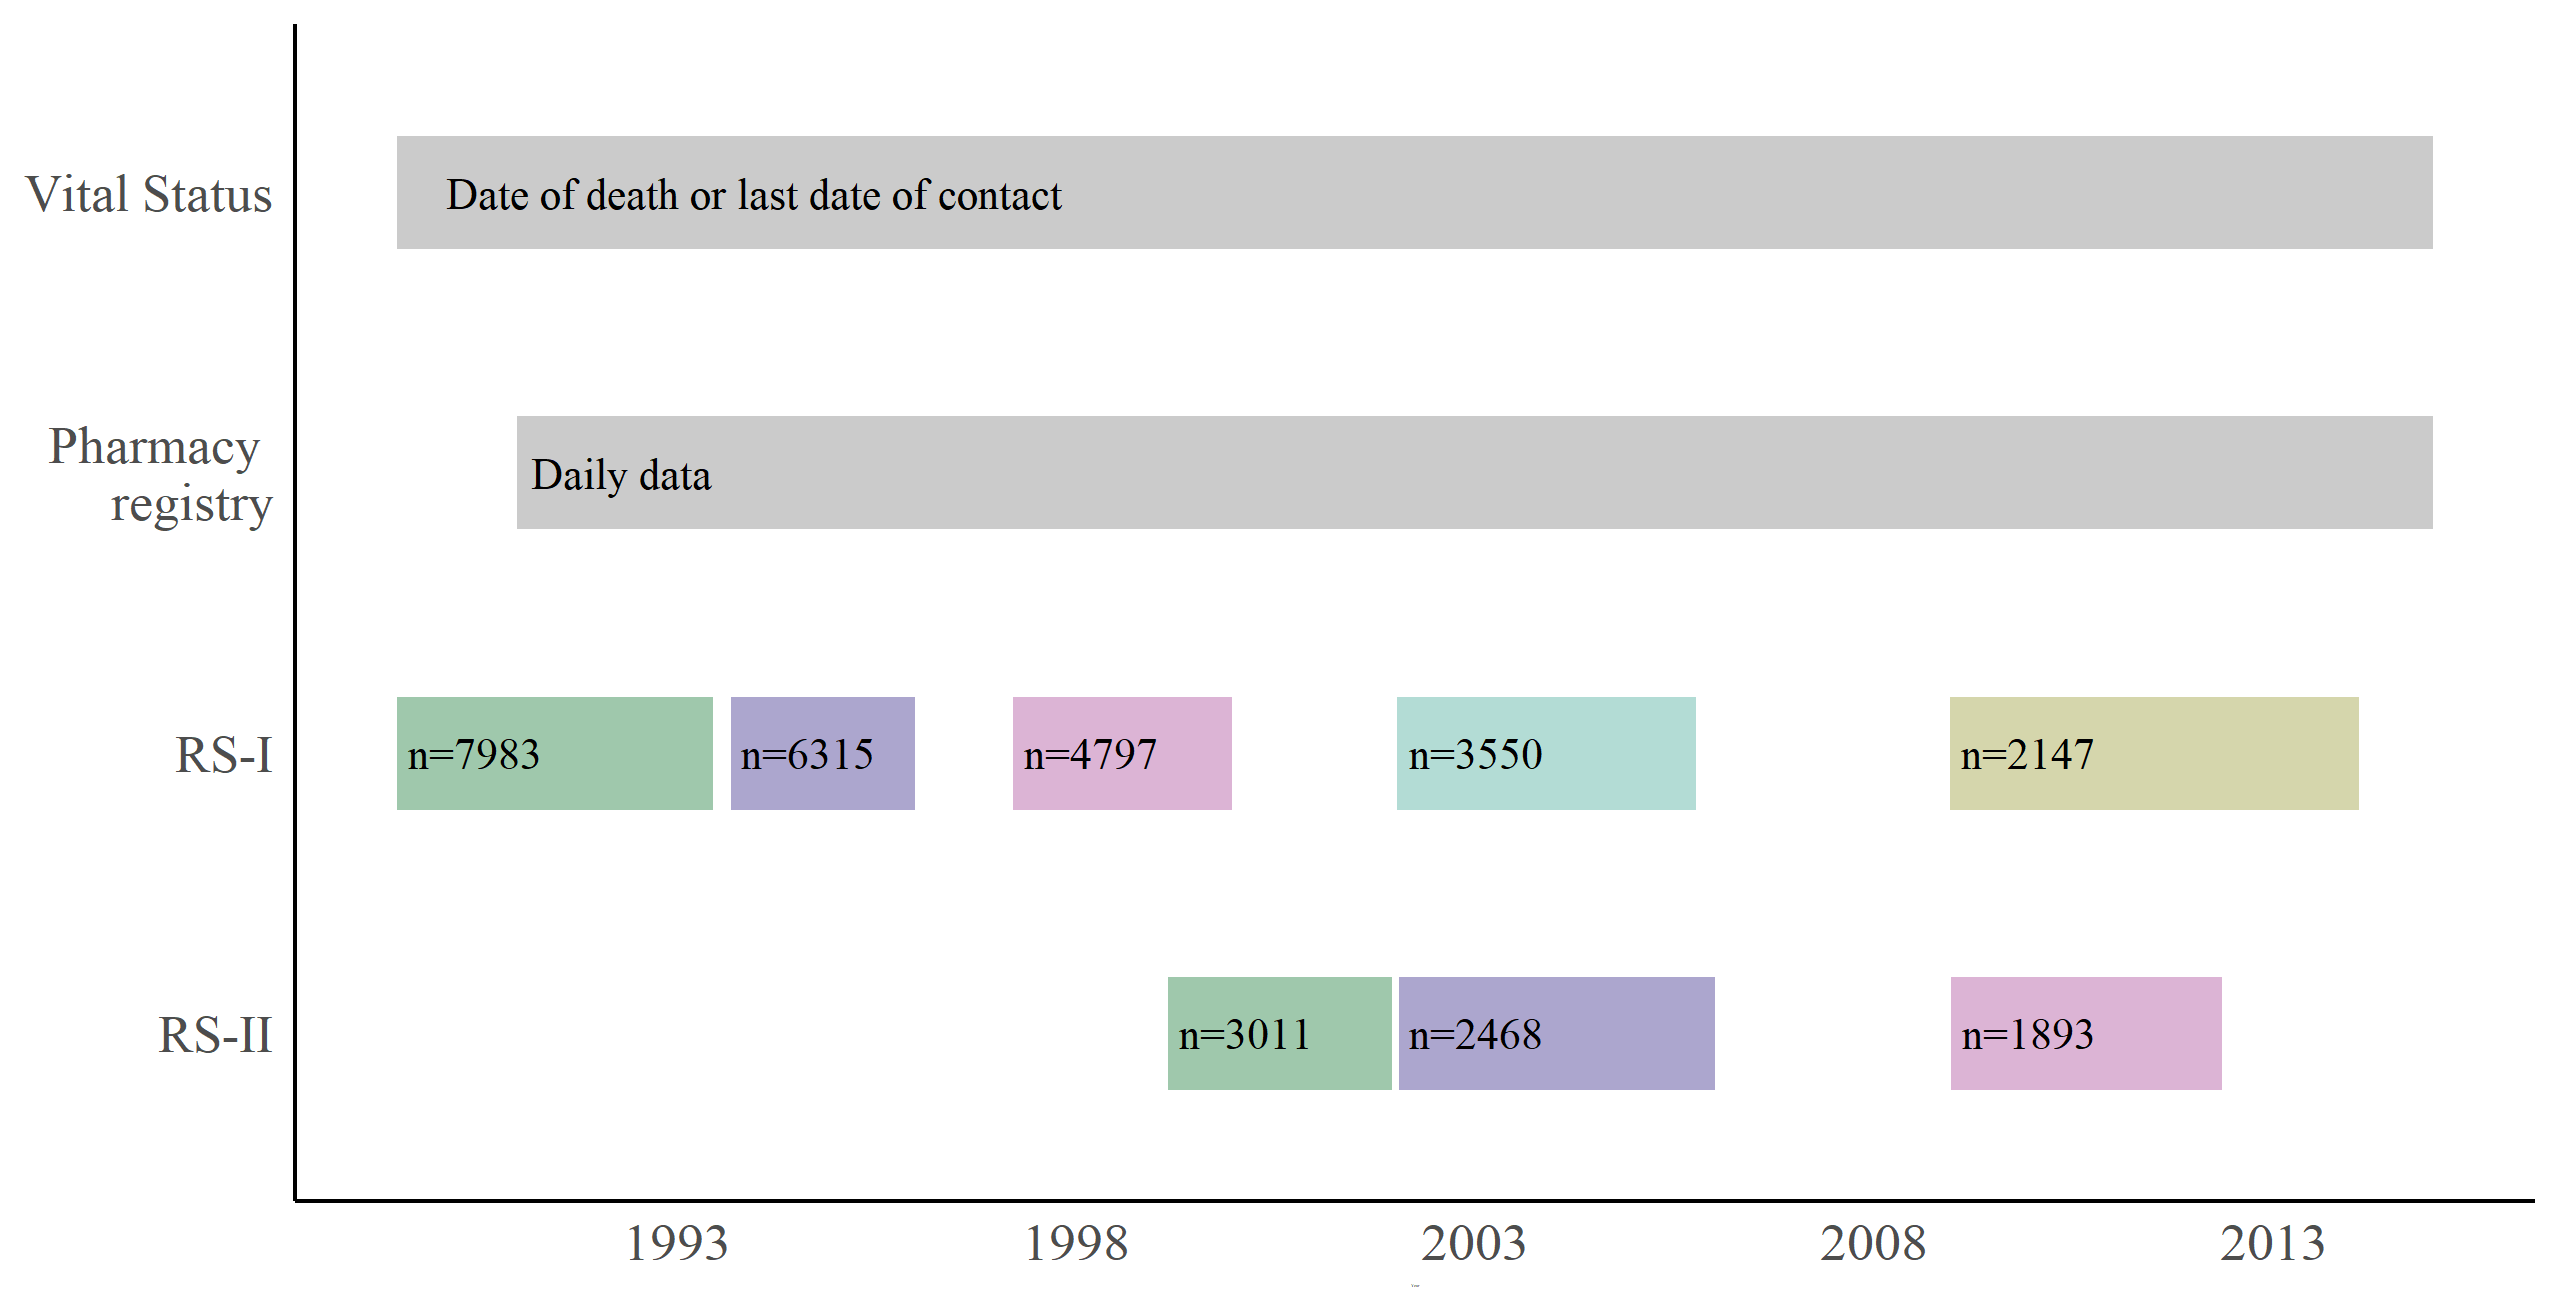 Vital Status
Date of death or last date of contact
Pharmacy
registry
Daily data
RS-I
n=7983
n=6315
n=4797
n=3550
n=2147
RS-II
n=3011
n=2468
n=1893
1993
1998
2003
2008
2013